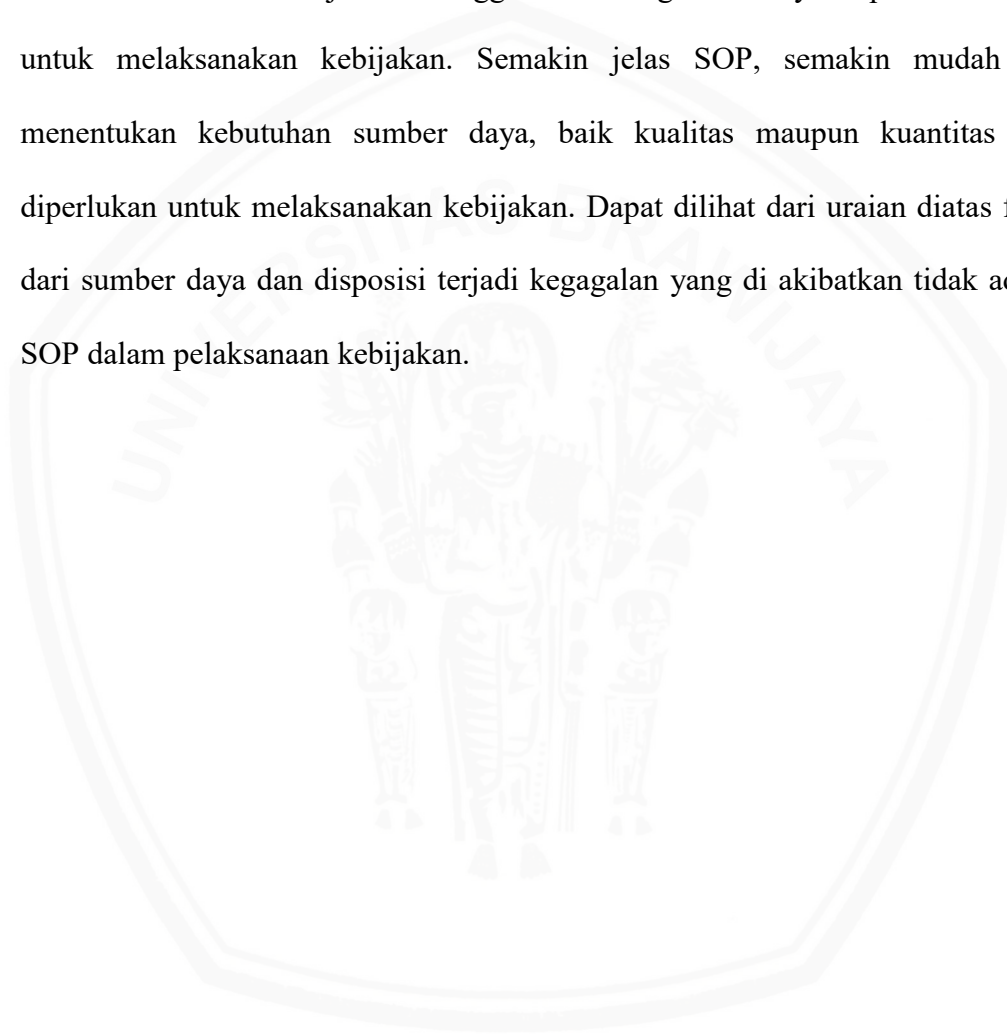 untuk melaksanakan kebijakan. Semakin jelas SOP, semakin mudah
menentukan kebutuhan sumber daya, baik kualitas maupun kuantitas
diperlukan untuk melaksanakan kebijakan. Dapat dilihat dari uraian diatas
dari sumber daya dan disposisi terjadi kegagalan yang di akibatkan tidak
SOP dalam pelaksanaan kebijakan.
UNIVERSITAS BRAWIJAYA